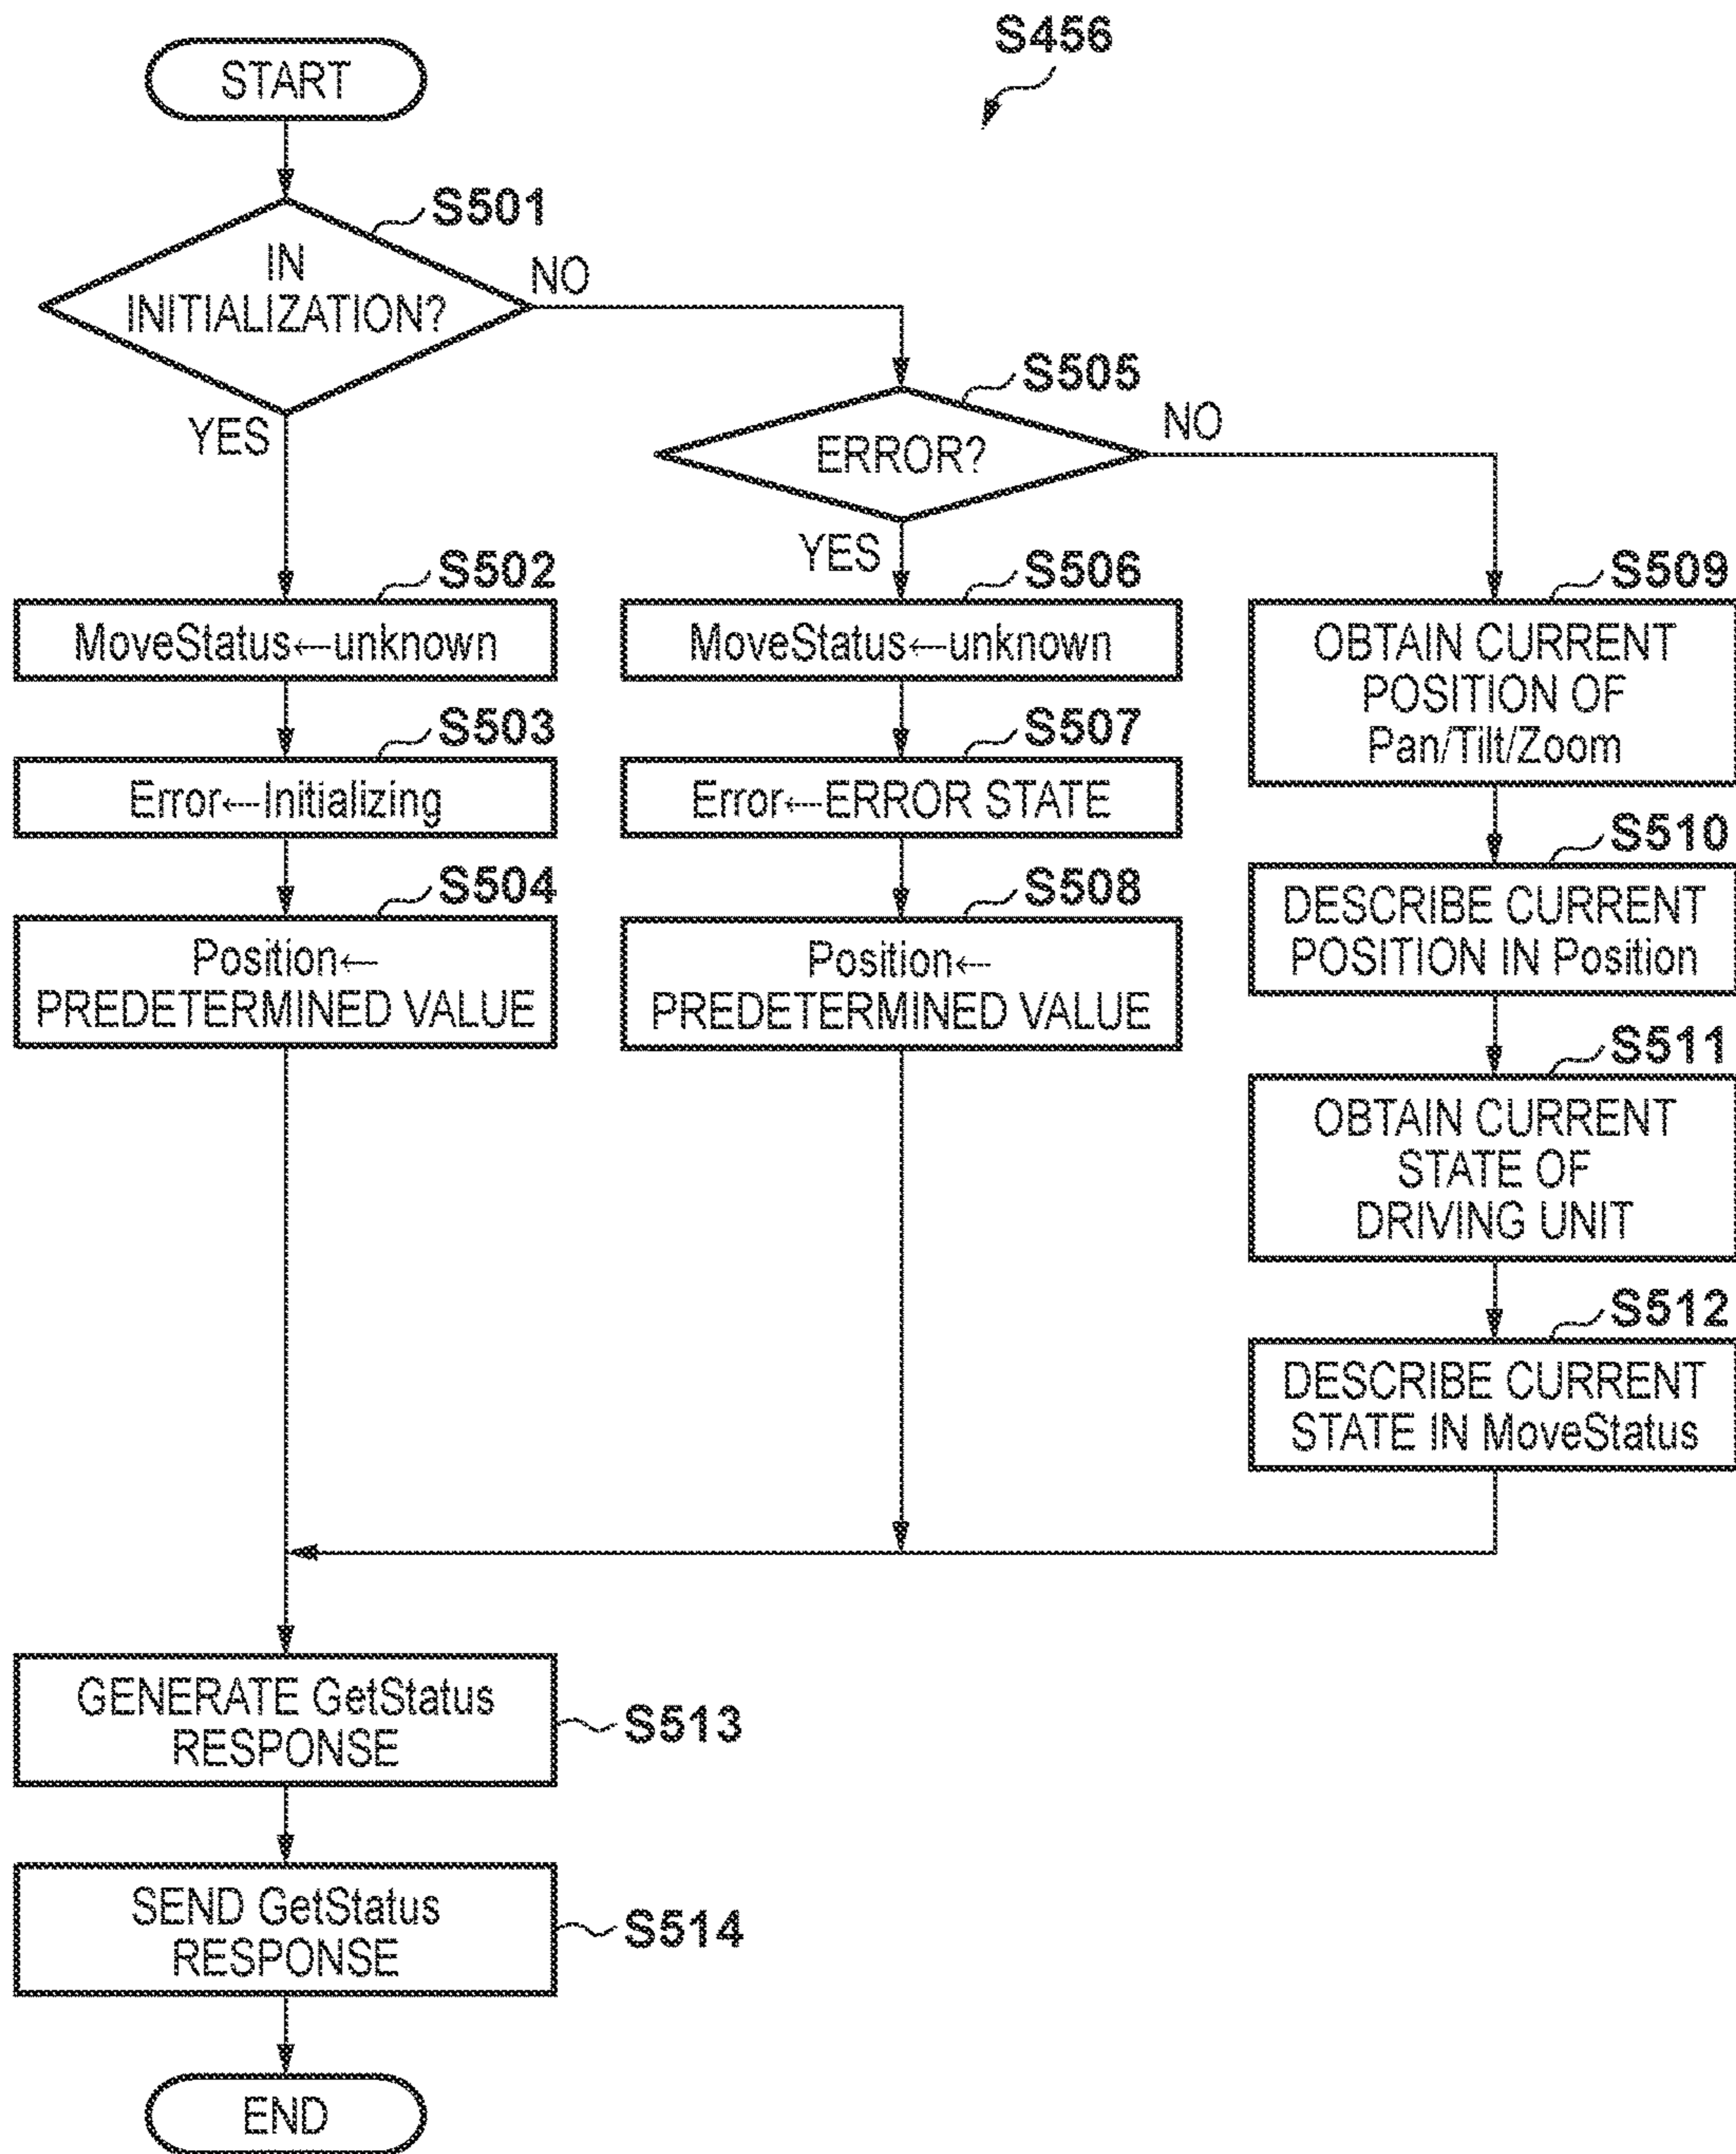 S456
START
S501
IN
INITIALIZATION?
NO
YES
S505
ERROR?
NO
YES
S502
MoveStatus←unknown
S503
Error←Initializing
S504
Position←
PREDETERMINED VALUE
S506
MoveStatus←unknown
S507
Error←ERROR STATE
S508
Position←
PREDETERMINED VALUE
S509
OBTAIN CURRENT
POSITION OF
Pan/Tilt/Zoom
S510
DESCRIBE CURRENT
POSITION IN Position
S511
OBTAIN CURRENT
STATE OF
DRIVING UNIT
S512
DESCRIBE CURRENT
STATE IN MoveStatus
GENERATE GetStatus
RESPONSE
S513
SEND GetStatus
RESPONSE
S514
END